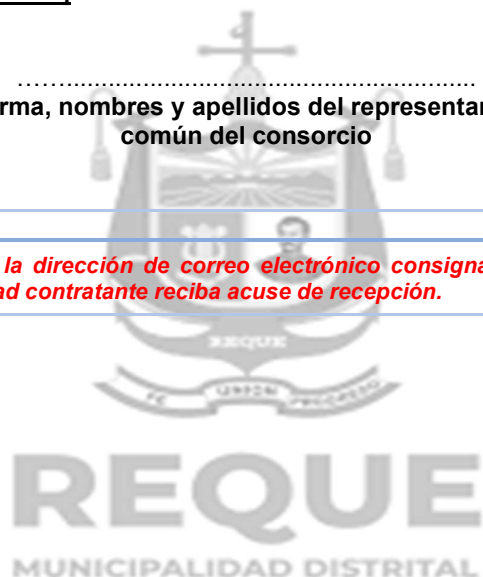 ……............................................................
rma, nombres y apellidos del representan
común del consorcio
la dirección de correo electrónico consigna
ad contratante reciba acuse de recepción.
REQUE
FE UNION PROGRESO
REQUE
MUNICIPALIDAD DISTRITAL